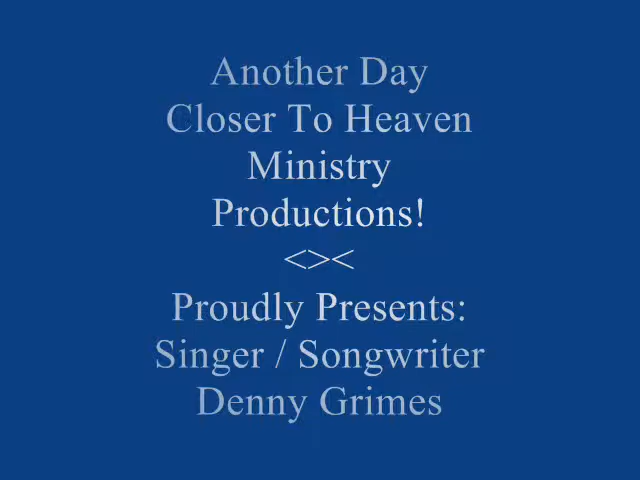 Another Day
Closer To Heaven
Ministry
Productions!
<><
Proudly Presents:
Singer / Songwriter
Denny Grimes